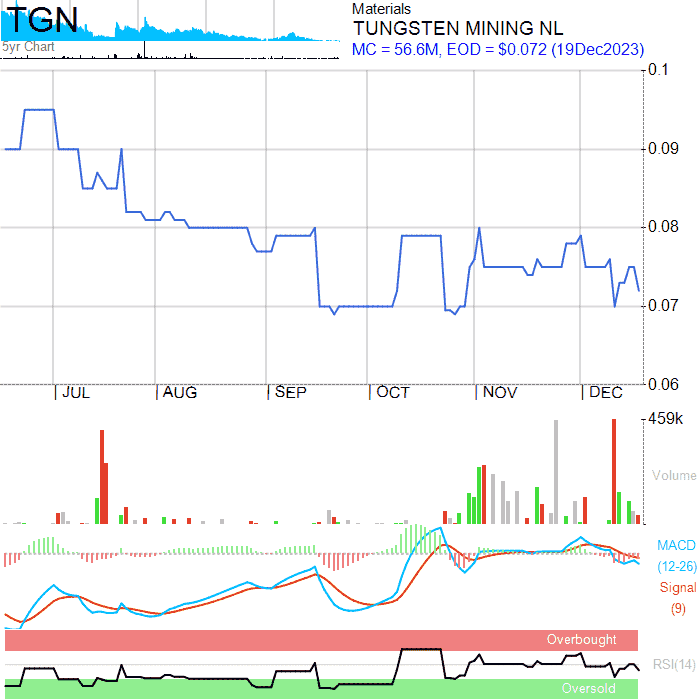 TGN
5yr Chart
Materials
TUNGSTEN MINING NL
MC = 56.6M, EOD = $0.072 (19Dec2023)
0.1
0.09
0.08
0.07
0.06
JUL AUG SEP OCT NOV DEC
459k
Volume
MACD
(12-26)
Signal
(9)
Overbought
RSI(14)
Oversold